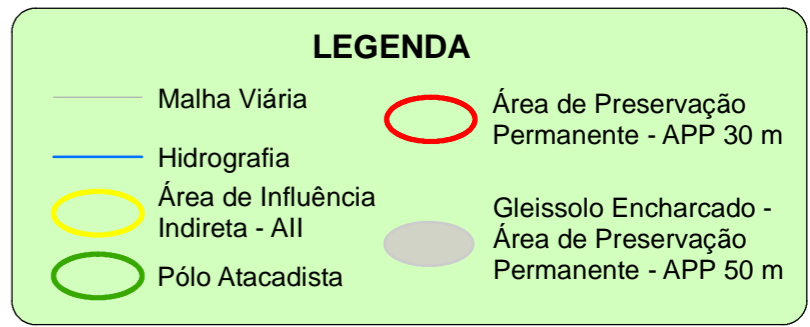 LEGENDA
Malha Viária
Hidrografia
Área de Influência
Indireta - AII
Pólo Atacadista
Área de Preservação
Permanente - APP 30 m
Gleissolo Encharcado -
Área de Preservação
Permanente - APP 50 m